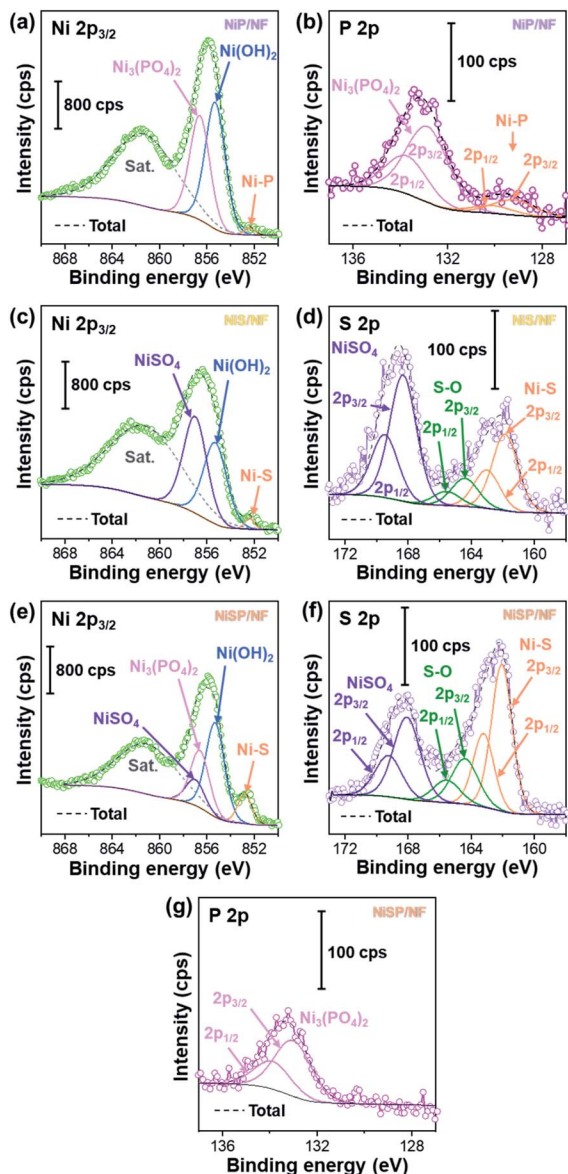 (a) Ni 2p3/2 NiP/NF
Ni3(PO4)2
Ni(OH)2
800 cps
Sat.
Ni-P
Total
868 864 860 856 852
Binding energy (eV)
Intensity (cps)
(b) P 2p NiP/NF
100 cps
Ni3(PO4)2
Ni-P
2p3/2
2p1/2
2p1/2
2p3/2
Total
136 132 128
Binding energy (eV)
Intensity (cps)
(c) Ni 2p3/2 NiS/NF
NiSO4
Ni(OH)2
800 cps
Sat.
Ni-S
Total
868 864 860 856 852
Binding energy (eV)
Intensity (cps)
(d) S 2p NiS/NF
NiSO4
100 cps
2p3/2
S-O
2p3/2
2p1/2
Ni-S
2p3/2
2p1/2
2p1/2
Total
173 168 163 158
Binding energy (eV)
Intensity (cps)
(e) Ni 2p3/2 NiSP/NF
800 cps
Ni3(PO4)2
Ni(OH)2
NiSO4
Sat.
Ni-S
Total
868 864 860 856 852
Binding energy (eV)
Intensity (cps)
(f) S 2p NiSP/NF
100 cps
Ni-S
2p3/2
S-O
NiSO4
2p3/2
2p3/2
2p1/2
2p1/2
2p1/2
Total
173 168 163 158
Binding energy (eV)
Intensity (cps)
(g) P 2p NiSP/NF
100 cps
2p3/2
Ni3(PO4)2
2p1/2
Total
136 132 128
Binding energy (eV)
Intensity (cps)